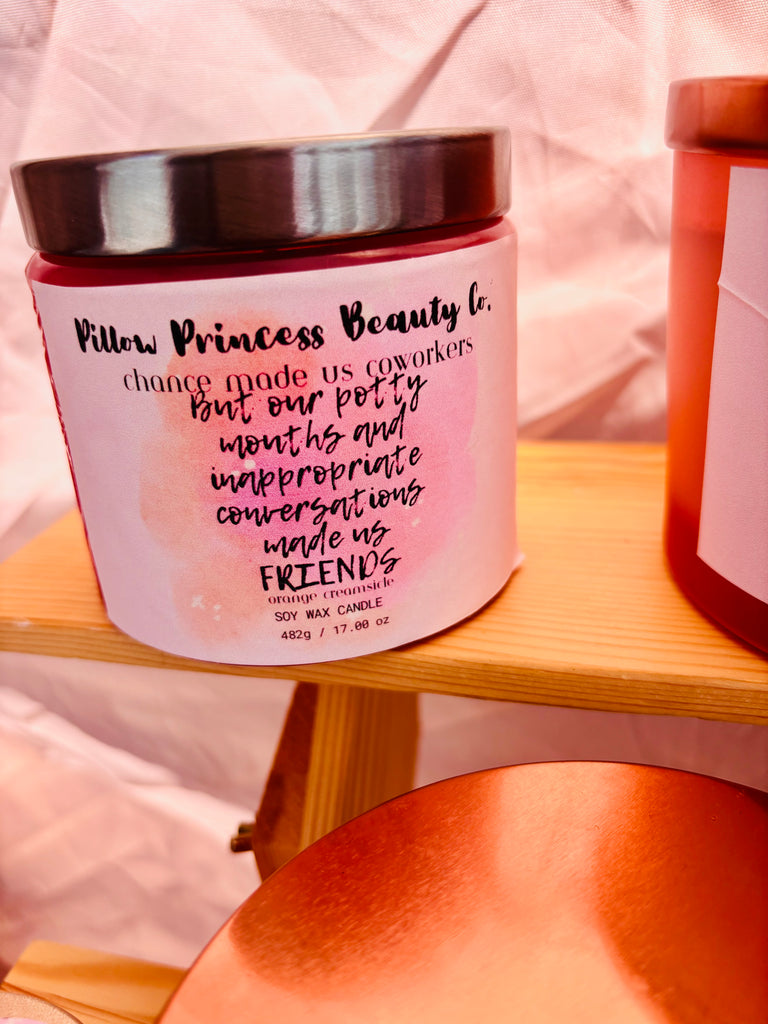 Pillow Princess Beauty Co.
chance made us coworkers
But our potty
mouths and
inappropriate
conversations
made us
FRIENDS
orange creamsicle
SOY WAX CANDLE
482g / 17.00 oz